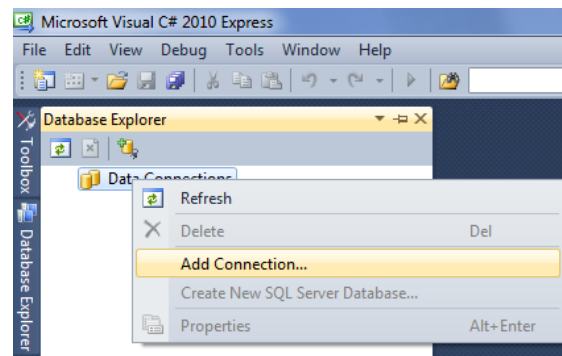 Microsoft Visual C# 2010 Express
File Edit View Debug Tools Window Help
Database Explorer
Toolbox
Database Explorer
Data Connections
Refresh
Delete Del
Add Connection...
Create New SQL Server Database...
Properties Alt+Enter